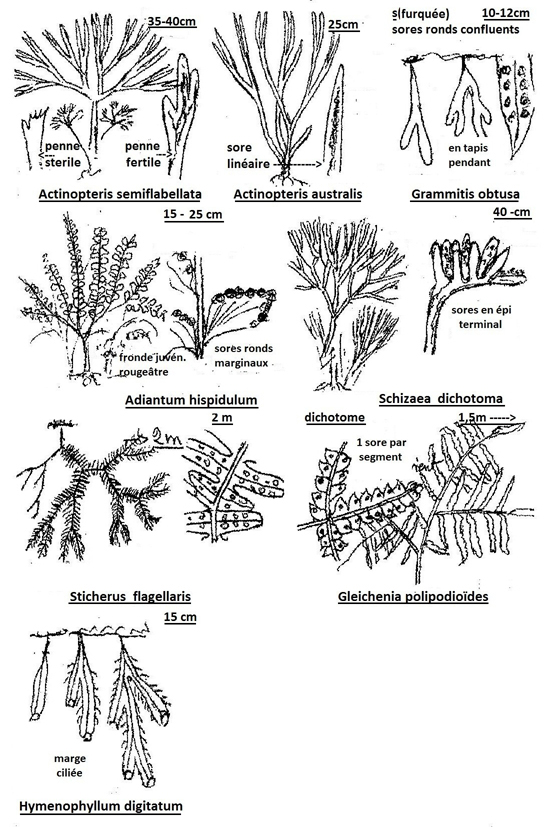 35-40cm
penne
sterile
penne
fertile
Actinopteris semiflabellata
25cm
sore
linéaire ------------>
Actinopteris australis
s(furquée) 10-12cm
sores ronds confluents
en tapis
pendant
Grammitis obtusa
15 - 25 cm
fronde juvén.
rougeâtre
sores ronds
marginaux
Adiantum hispidulum
40 -cm
sores en épi
terminal
Schizaea dichotoma
2 m
2m
Sticherus flagellaris
dichotome
1,5m ----->
1 sore par
segment
Gleichenia polipodioïdes
15 cm
marge
ciliée
Hymenophyllum digitatum